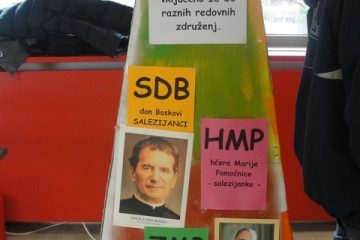 raznih redovnih
združenj.
SDB
don Boskovi
SALEZIJANCI
HMP
hčere Marije
Pomočnice
- salezijanke -